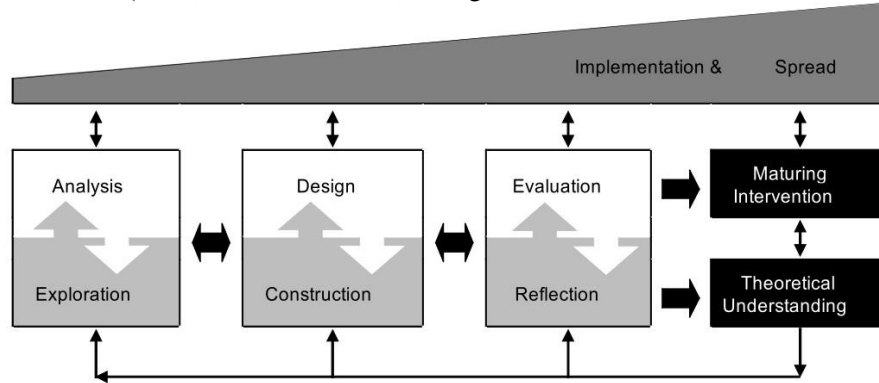 Implementation & Spread
Analysis
Design
Evaluation
Maturing
Intervention
Exploration
Construction
Reflection
Theoretical
Understanding